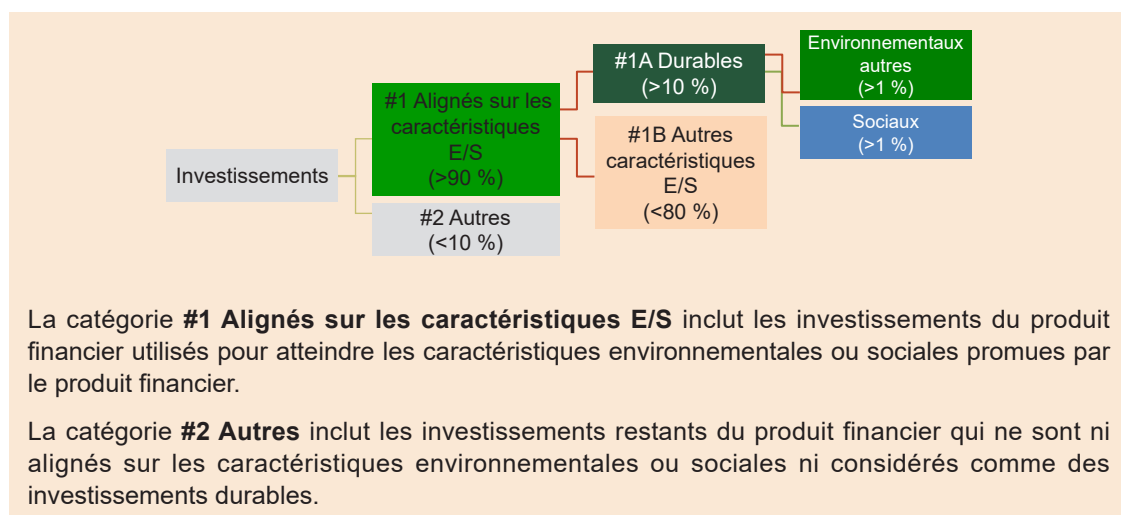 Investissements
#1 Alignés sur les
caractéristiques
E/S
(>90 %)
#2 Autres
(<10 %)
#1A Durables
(>10 %)
#1B Autres
caractéristiques
E/S
(<80 %)
Environnementaux
autres
(>1 %)
Sociaux
(>1 %)
La catégorie #1 Alignés sur les caractéristiques E/S inclut les investissements du produit
financier utilisés pour atteindre les caractéristiques environnementales ou sociales promues par
le produit financier.
La catégorie #2 Autres inclut les investissements restants du produit financier qui ne sont ni
alignés sur les caractéristiques environnementales ou sociales ni considérés comme des
investissements durables.